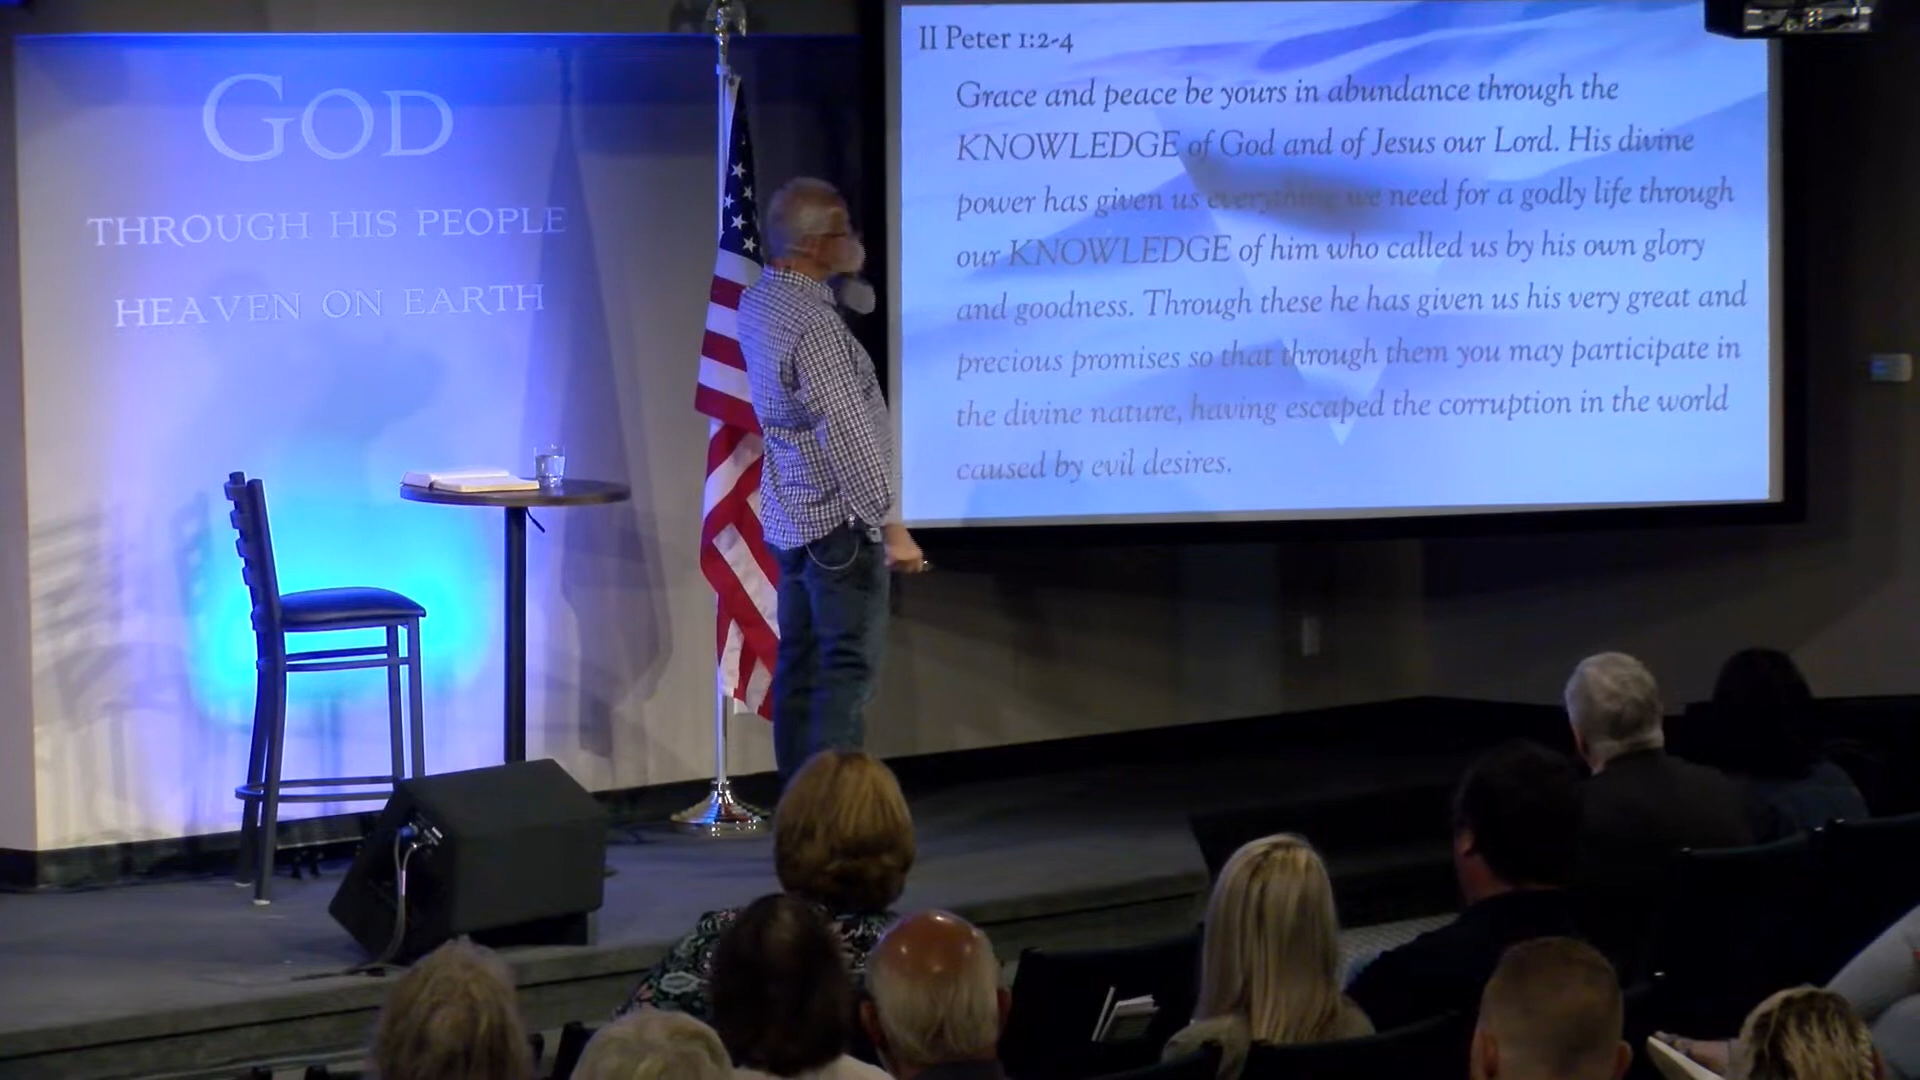 GOD
THROUGH HIS PEOPLE
HEAVEN ON EARTH
II Peter 1:2-4
Grace and peace be yours in abundance through the
KNOWLEDGE of God and of Jesus our Lord. His divine
power has given us everything we need for a godly life through
our KNOWLEDGE of him who called us by his own glory
and goodness. Through these he has given us his very great and
precious promises so that through them you may participate in
the divine nature, having escaped the corruption in the world
caused by evil desires.